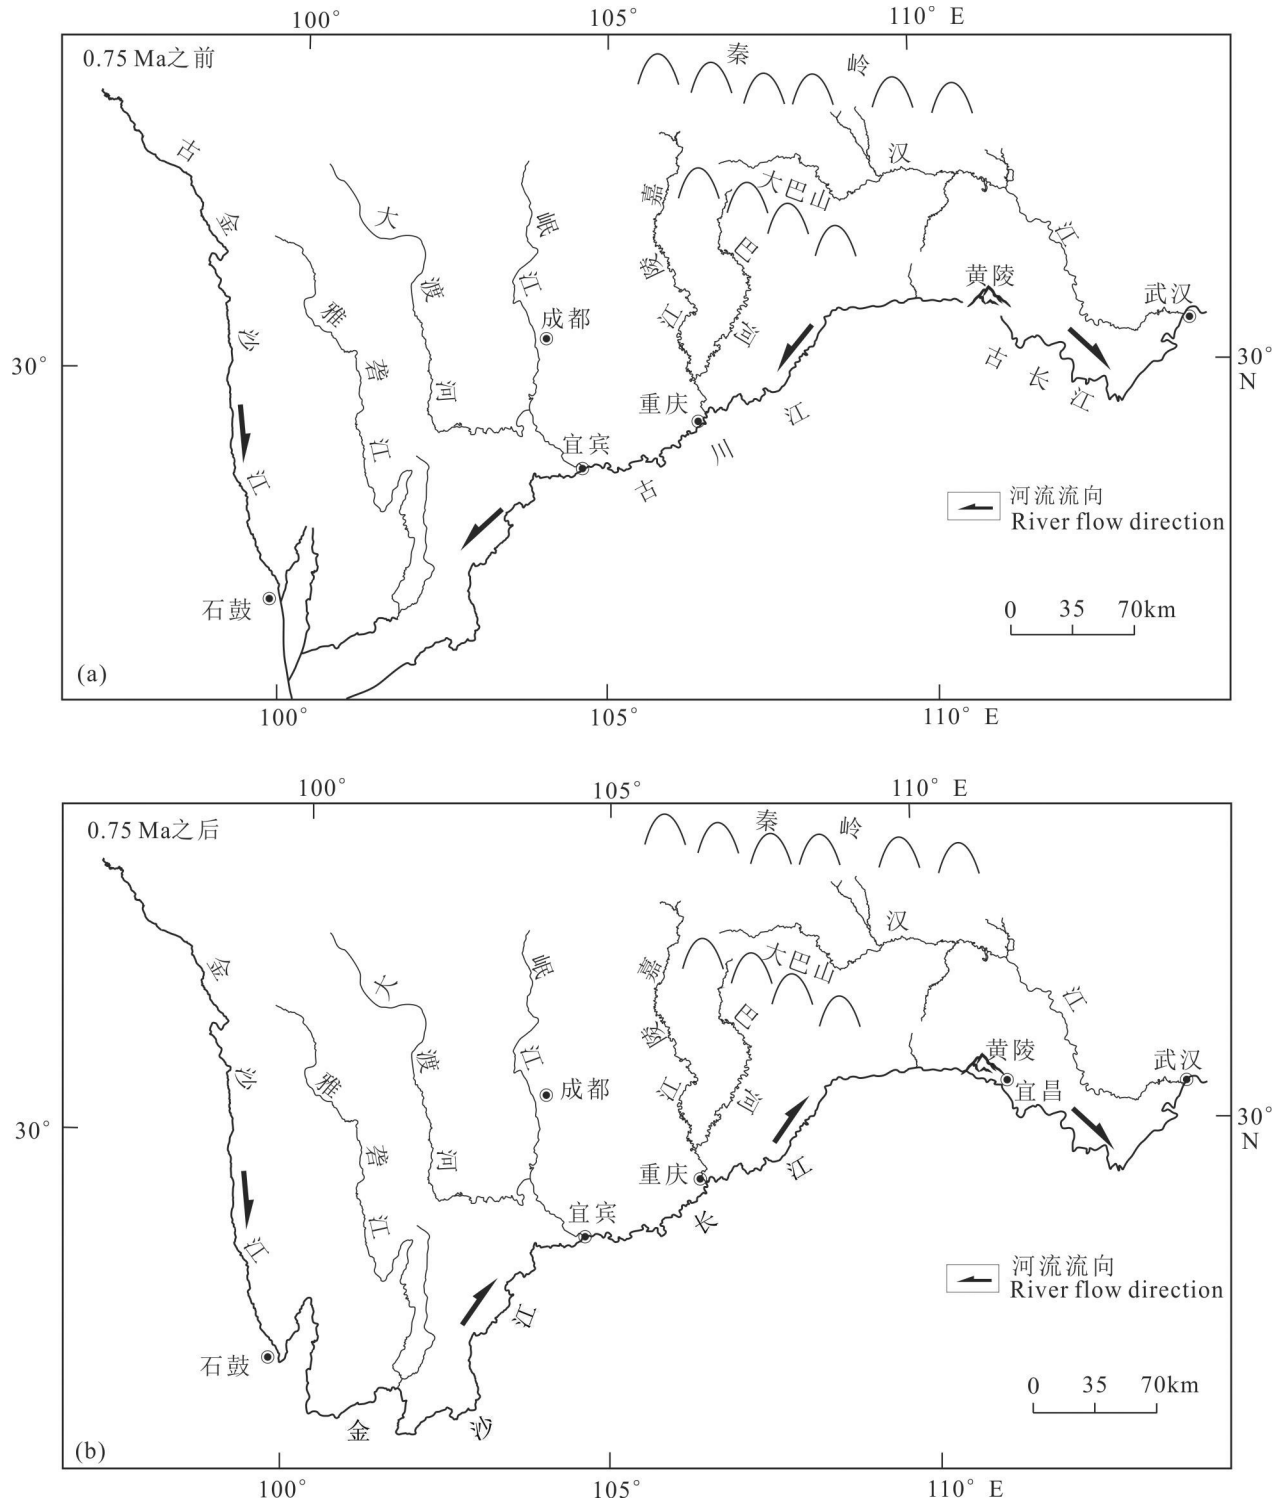 100° 105° 110° E
0.75 Ma之前
秦岭
古金沙江
大渡河
岷江
雅砻江
嘉陵江
巴河
大巴山
汉江
成都
黄陵
武汉
30° 30° N
重庆
宜宾
古川江
古长江
石鼓
河流流向
River flow direction
0 35 70km
(a)
100° 105° 110° E
100° 105° 110° E
0.75 Ma之后
秦岭
金沙江
大渡河
岷江
雅砻江
嘉陵江
巴河
大巴山
汉江
成都
黄陵
宜昌
武汉
30° 30° N
重庆
宜宾
长江
石鼓
金沙江
河流流向
River flow direction
0 35 70km
(b)
100° 105° 110° E